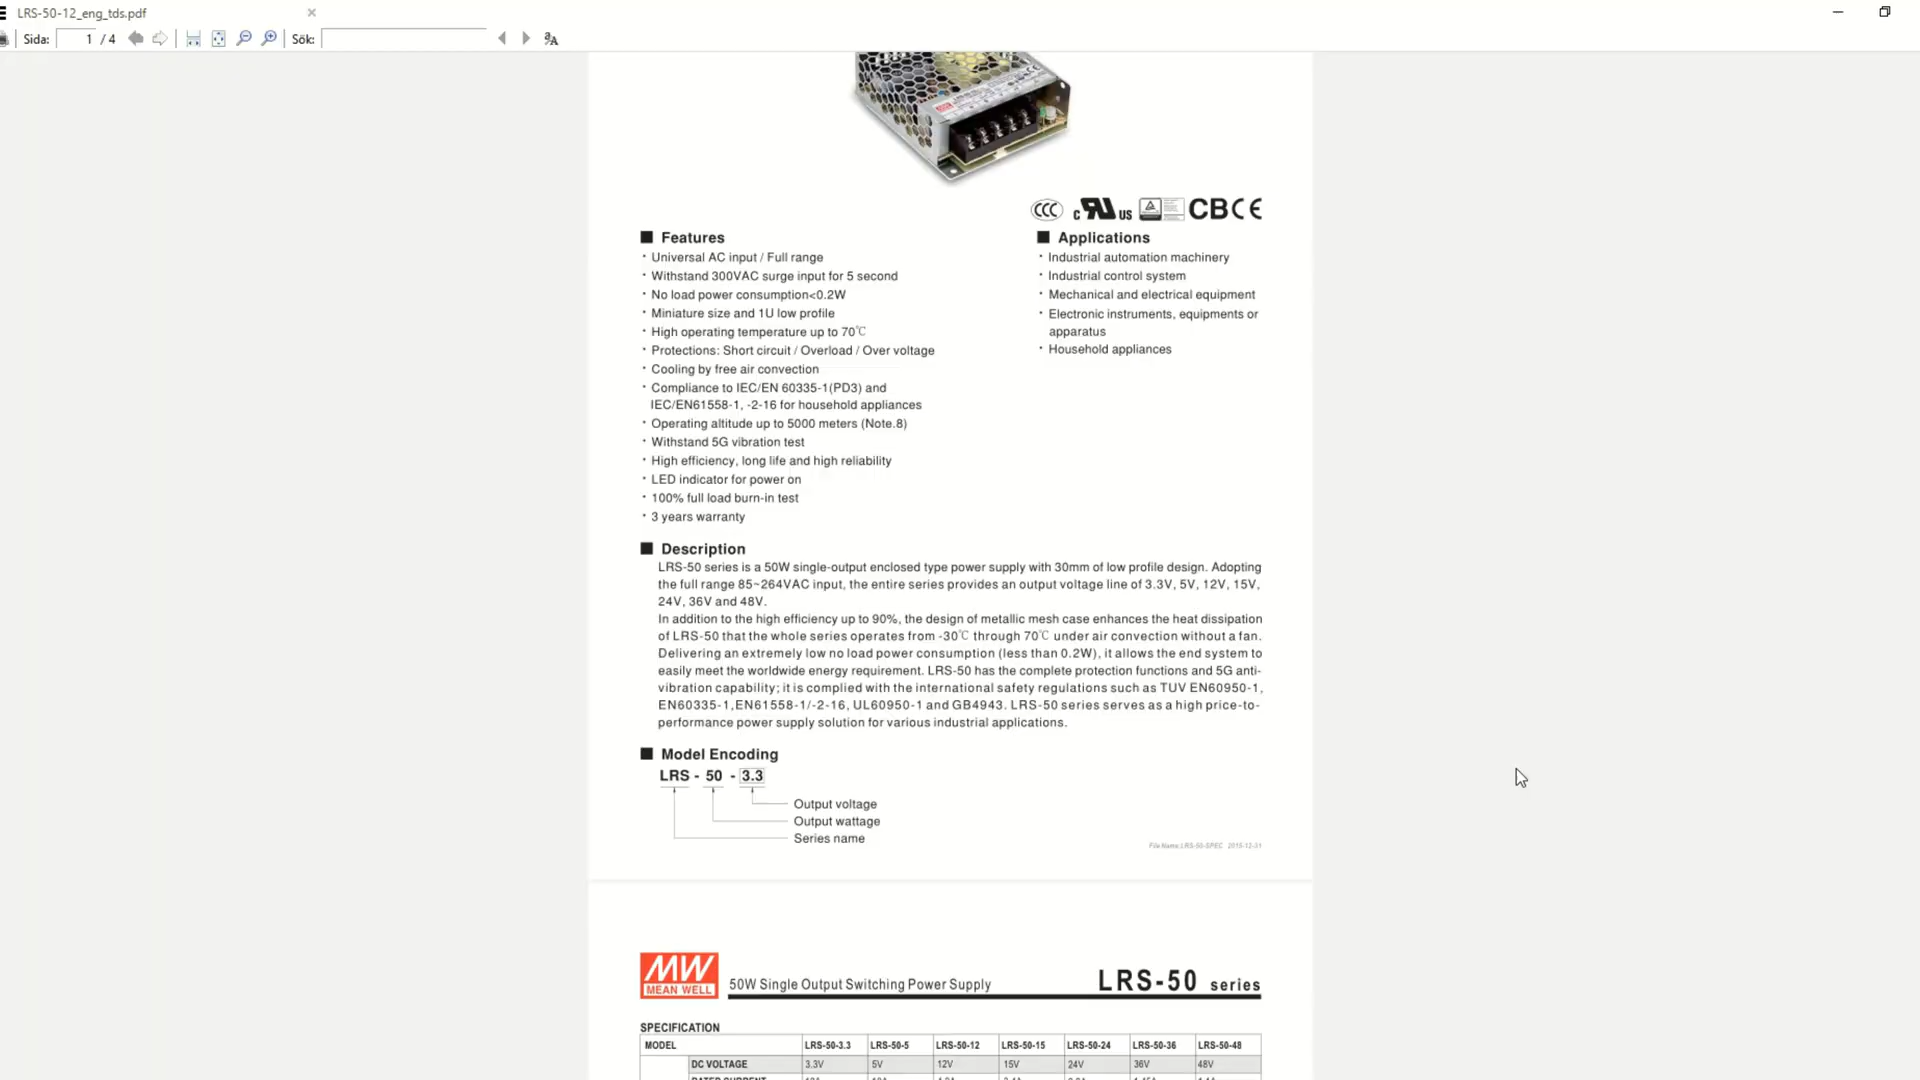 LRS-50-12_eng_tds.pdf
Sida: 1 / 4 Sök:
CCC c RU US CB CE
Features
· Universal AC input / Full range
· Withstand 300VAC surge input for 5 second
· No load power consumption<0.2W
· Miniature size and 1U low profile
· High operating temperature up to 70℃
· Protections: Short circuit / Overload / Over voltage
· Cooling by free air convection
· Compliance to IEC/EN 60335-1(PD3) and
IEC/EN61558-1, -2-16 for household appliances
· Operating altitude up to 5000 meters (Note.8)
· Withstand 5G vibration test
· High efficiency, long life and high reliability
· LED indicator for power on
· 100% full load burn-in test
· 3 years warranty
Applications
· Industrial automation machinery
· Industrial control system
· Mechanical and electrical equipment
· Electronic instruments, equipments or
apparatus
· Household appliances
Description
LRS-50 series is a 50W single-output enclosed type power supply with 30mm of low profile design. Adopting
the full range 85~264VAC input, the entire series provides an output voltage line of 3.3V, 5V, 12V, 15V,
24V, 36V and 48V.
In addition to the high efficiency up to 90%, the design of metallic mesh case enhances the heat dissipation
of LRS-50 that the whole series operates from -30℃ through 70℃ under air convection without a fan.
Delivering an extremely low no load power consumption (less than 0.2W), it allows the end system to
easily meet the worldwide energy requirement. LRS-50 has the complete protection functions and 5G anti-
vibration capability; it is complied with the international safety regulations such as TUV EN60950-1,
EN60335-1,EN61558-1/-2-16, UL60950-1 and GB4943. LRS-50 series serves as a high price-to-
performance power supply solution for various industrial applications.
Model Encoding
LRS - 50 - 3.3
Output voltage
Output wattage
Series name
File Name:LRS-50-SPEC 2015-12-31
MW
MEAN WELL
50W Single Output Switching Power Supply LRS-50 series
SPECIFICATION
MODEL LRS-50-3.3 LRS-50-5 LRS-50-12 LRS-50-15 LRS-50-24 LRS-50-36 LRS-50-48
DC VOLTAGE 3.3V 5V 12V 15V 24V 36V 48V
RATED CURRENT